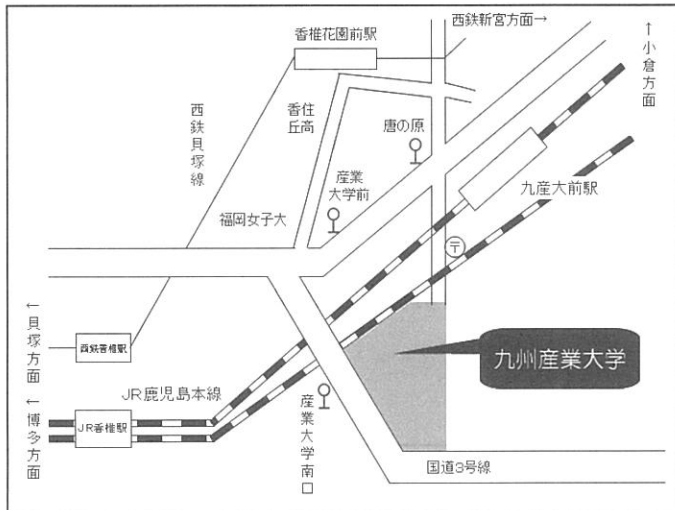 西鉄新宮方面→
香椎花園前駅
←小倉方面
香住丘高
西鉄貝塚線
唐の原
産業大学前
九産大前駅
福岡女子大
〒
←貝塚方面
西鉄香椎駅
九州産業大学
JR鹿児島本線
←博多方面
JR香椎駅
産業大学南口
国道3号線